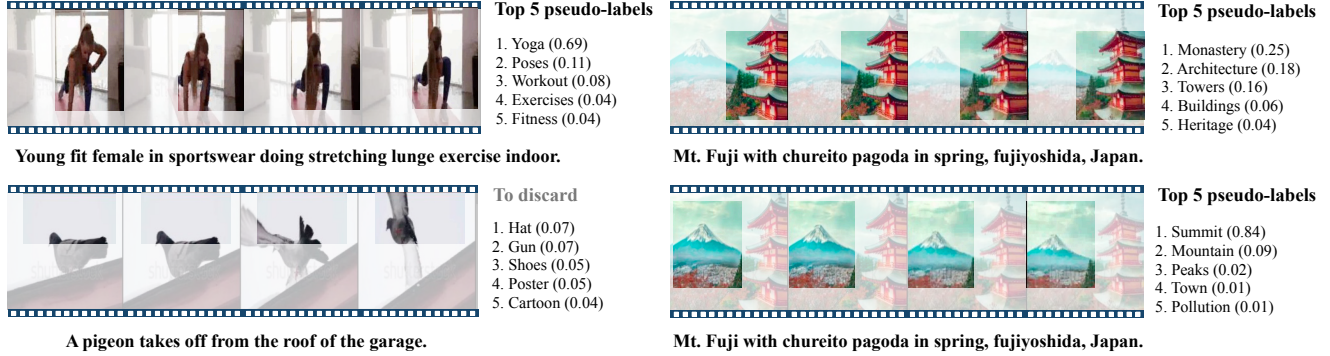 Top 5 pseudo-labels
1. Yoga (0.69)
2. Poses (0.11)
3. Workout (0.08)
4. Exercises (0.04)
5. Fitness (0.04)
Young fit female in sportswear doing stretching lunge exercise indoor.
Top 5 pseudo-labels
1. Monastery (0.25)
2. Architecture (0.18)
3. Towers (0.16)
4. Buildings (0.06)
5. Heritage (0.04)
Mt. Fuji with chureito pagoda in spring, fujiyoshida, Japan.
To discard
1. Hat (0.07)
2. Gun (0.07)
3. Shoes (0.05)
4. Poster (0.05)
5. Cartoon (0.04)
A pigeon takes off from the roof of the garage.
Top 5 pseudo-labels
1. Summit (0.84)
2. Mountain (0.09)
3. Peaks (0.02)
4. Town (0.01)
5. Pollution (0.01)
Mt. Fuji with chureito pagoda in spring, fujiyoshida, Japan.